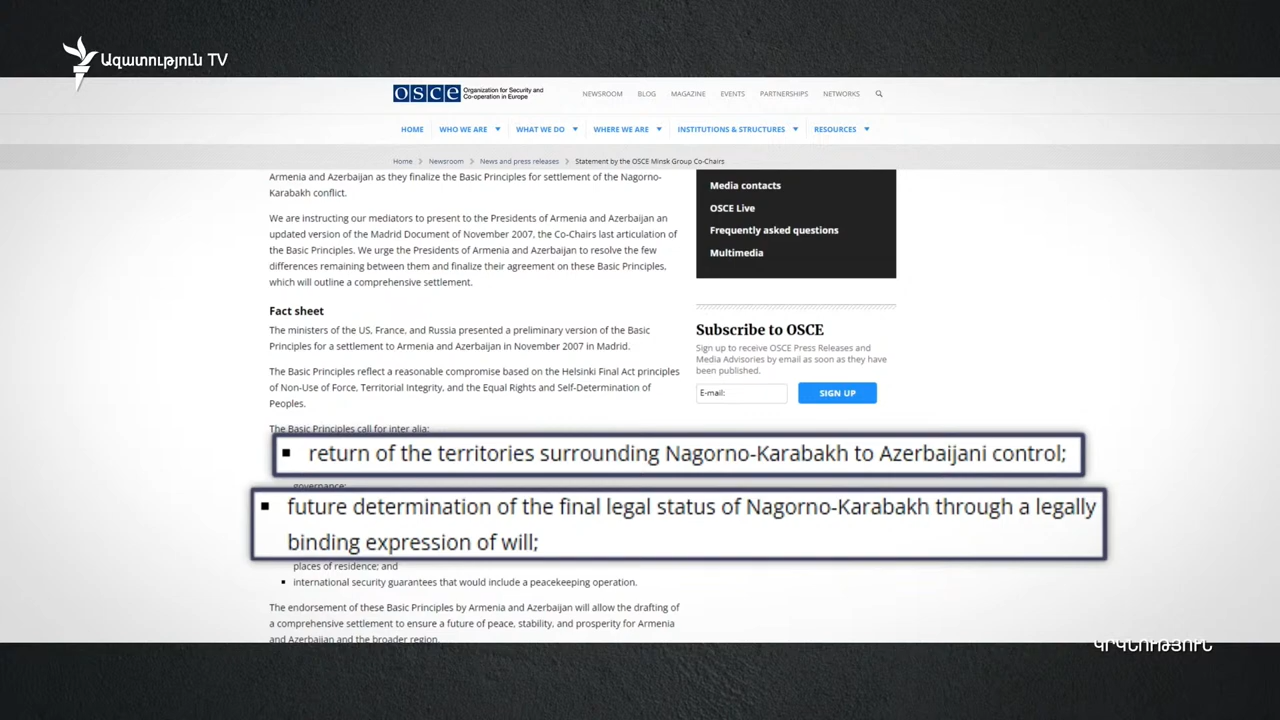 Ազատություն TV
osce Organization for Security and
Co-operation in Europe
NEWSROOM BLOG MAGAZINE EVENTS PARTNERSHIPS NETWORKS
HOME WHO WE ARE WHAT WE DO WHERE WE ARE INSTITUTIONS & STRUCTURES RESOURCES
Home > Newsroom > News and press releases > Statement by the OSCE Minsk Group Co-Chairs
Armenia and Azerbaijan as they finalize the Basic Principles for settlement of the Nagorno-
Karabakh conflict.
We are instructing our mediators to present to the Presidents of Armenia and Azerbaijan an
updated version of the Madrid Document of November 2007, the Co-Chairs last articulation of
the Basic Principles. We urge the Presidents of Armenia and Azerbaijan to resolve the few
differences remaining between them and finalize their agreement on these Basic Principles,
which will outline a comprehensive settlement.
Fact sheet
The ministers of the US, France, and Russia presented a preliminary version of the Basic
Principles for a settlement to Armenia and Azerbaijan in November 2007 in Madrid.
The Basic Principles reflect a reasonable compromise based on the Helsinki Final Act principles
of Non-Use of Force, Territorial Integrity, and the Equal Rights and Self-Determination of
Peoples.
The Basic Principles call for inter alia:
▪ return of the territories surrounding Nagorno-Karabakh to Azerbaijani control;
governance;
▪ future determination of the final legal status of Nagorno-Karabakh through a legally
binding expression of will;
places of residence; and
▪ international security guarantees that would include a peacekeeping operation.
The endorsement of these Basic Principles by Armenia and Azerbaijan will allow the drafting of
a comprehensive settlement to ensure a future of peace, stability, and prosperity for Armenia
and Azerbaijan and the broader region.
Media contacts
OSCE Live
Frequently asked questions
Multimedia
Subscribe to OSCE
Sign up to receive OSCE Press Releases and
Media Advisories by email as soon as they have
been published.
E-mail: SIGN UP
ԿՐԿՆՈՒԹՅՈՒՆ